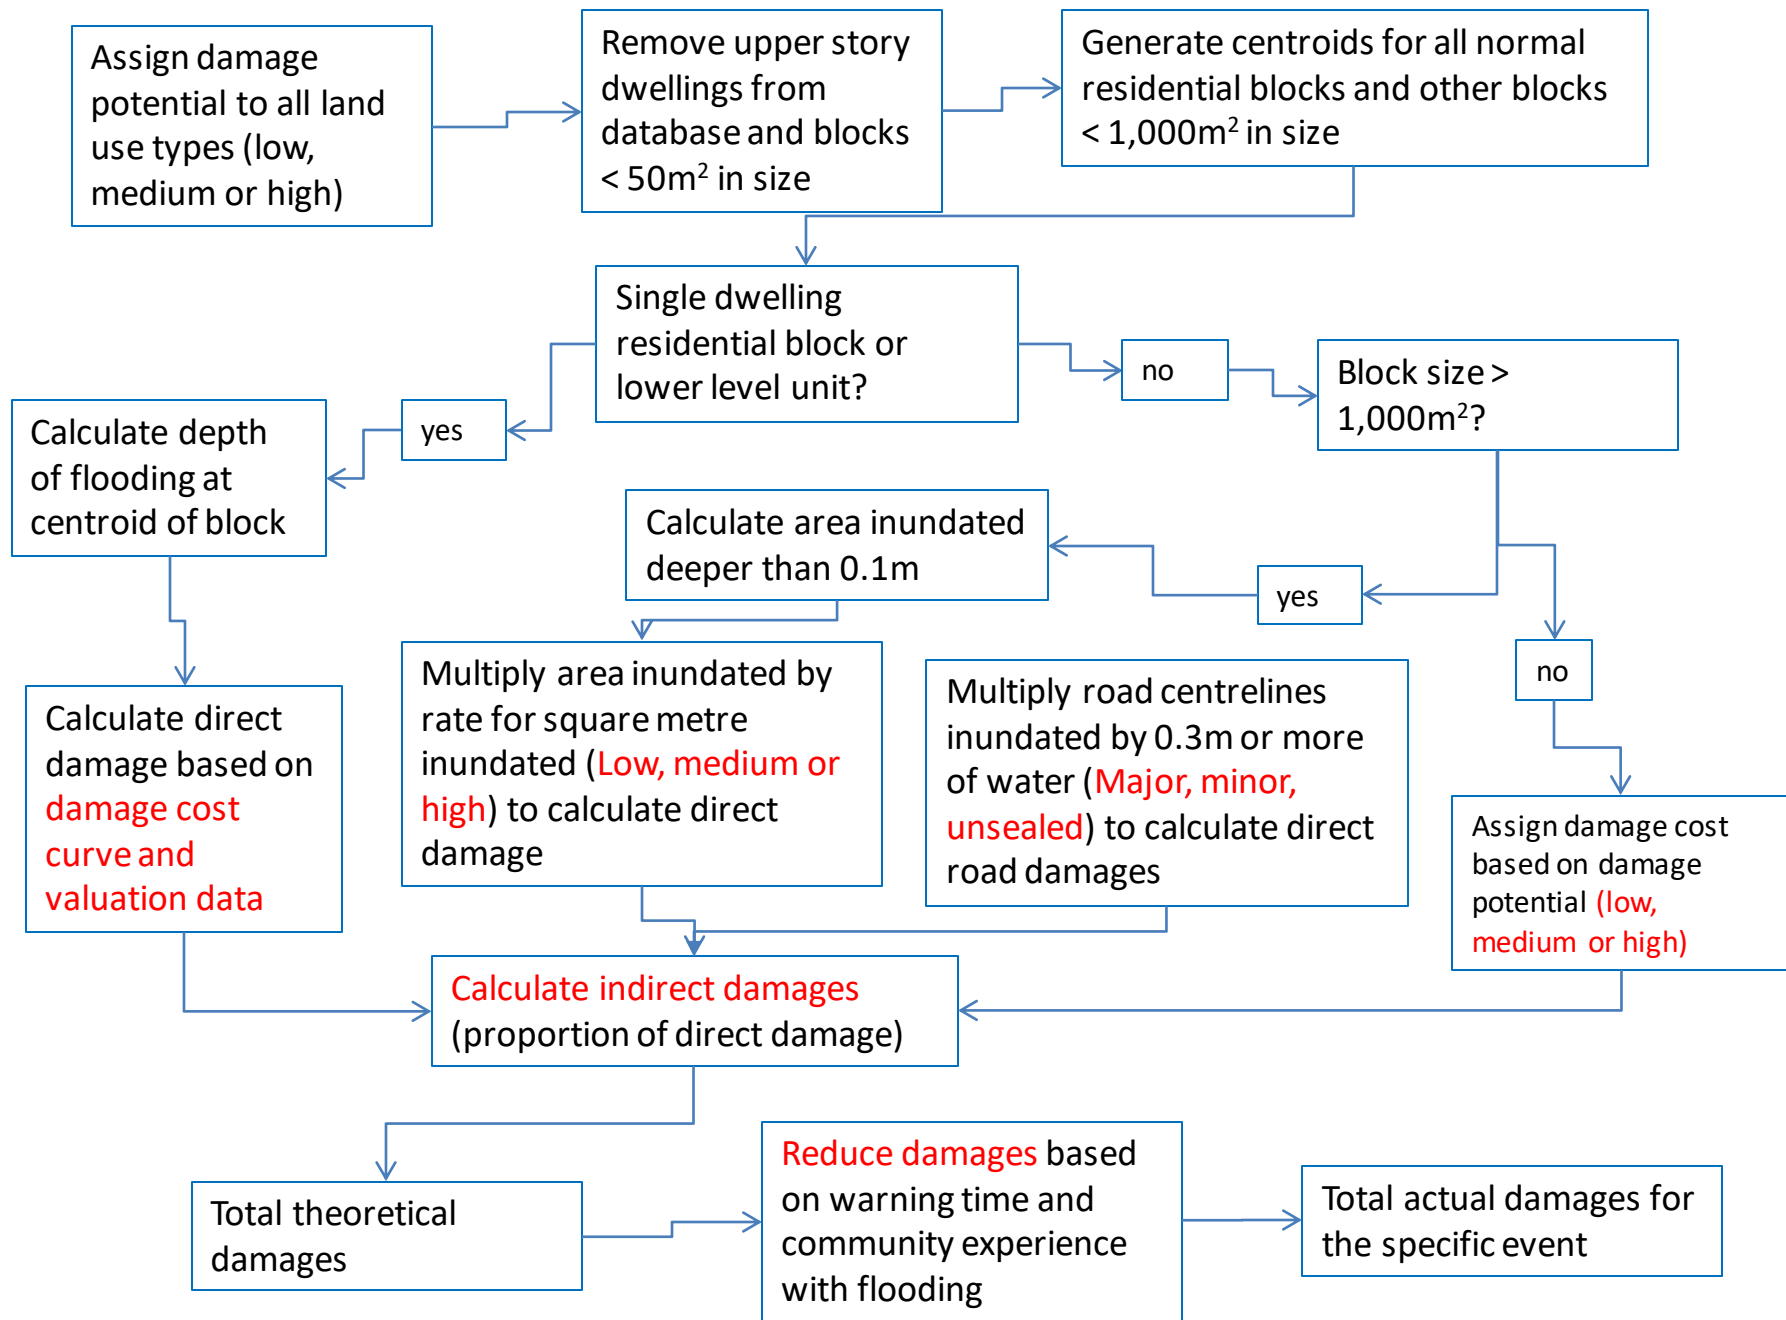 Assign damage
potential to all land
use types (low,
medium or high)
Remove upper story
dwellings from
database and blocks
< 50m² in size
Generate centroids for all normal
residential blocks and other blocks
< 1,000m² in size
Single dwelling
residential block or
lower level unit?
no
Block size >
1,000m²?
yes
Calculate depth
of flooding at
centroid of block
Calculate area inundated
deeper than 0.1m
yes
no
Calculate direct
damage based on
damage cost
curve and
valuation data
Multiply area inundated by
rate for square metre
inundated (Low, medium or
high) to calculate direct
damage
Multiply road centrelines
inundated by 0.3m or more
of water (Major, minor,
unsealed) to calculate direct
road damages
Assign damage cost
based on damage
potential (low,
medium or high)
Calculate indirect damages
(proportion of direct damage)
Total theoretical
damages
Reduce damages based
on warning time and
community experience
with flooding
Total actual damages for
the specific event